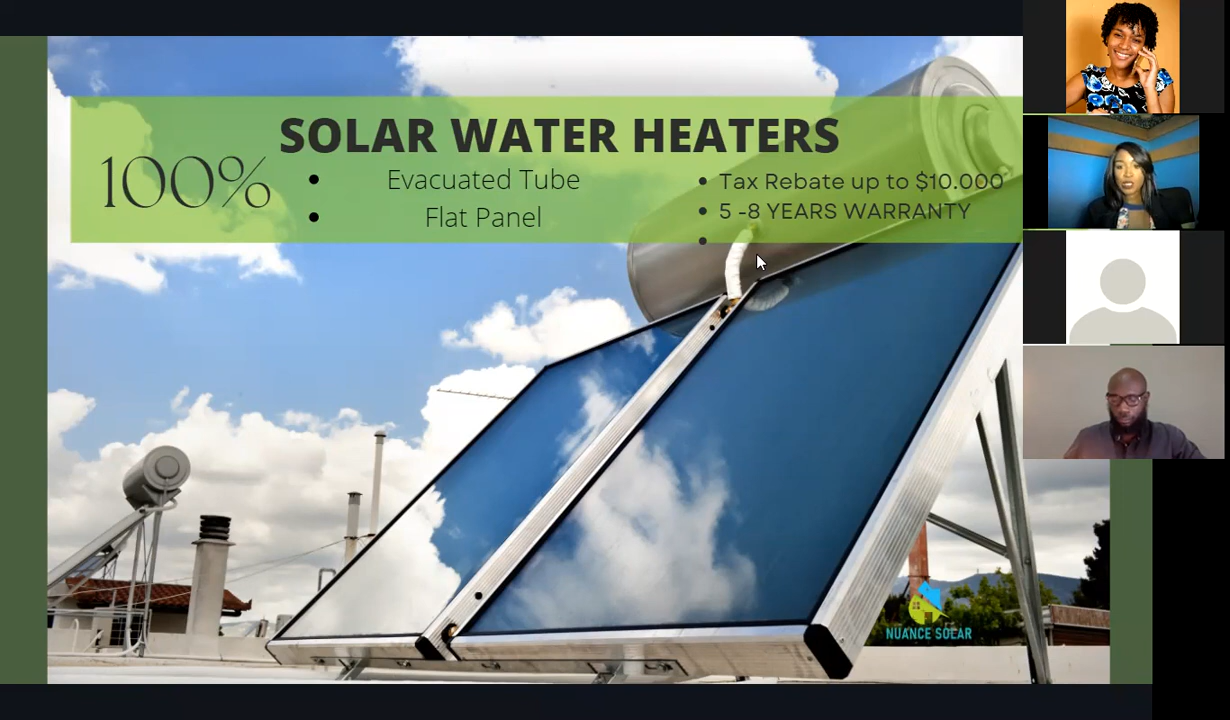 SOLAR WATER HEATERS
100%
• Evacuated Tube
• Flat Panel
• Tax Rebate up to $10.000
• 5 -8 YEARS WARRANTY
•
NUANCE SOLAR